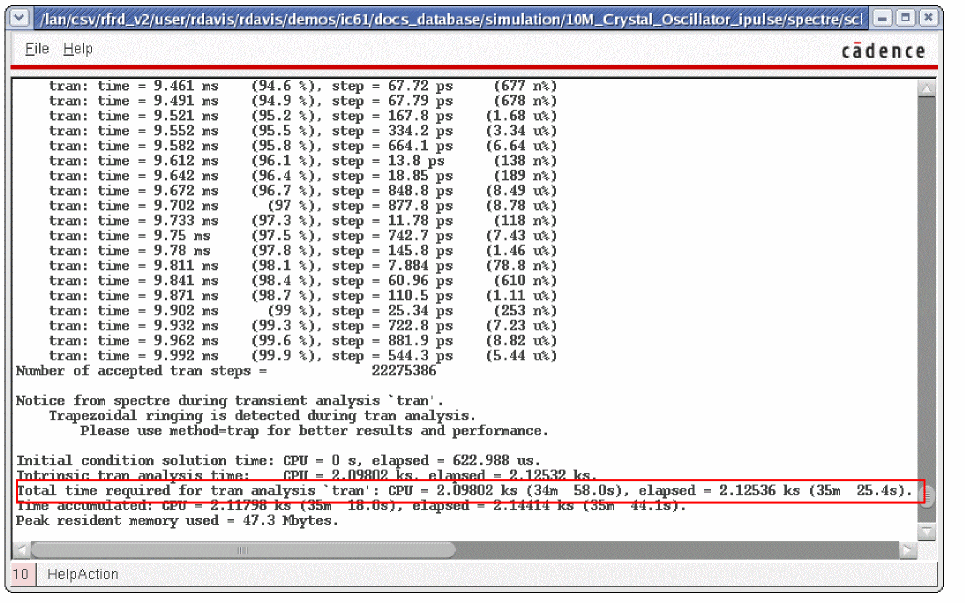 /lan/csv/rfrd_v2/user/rdavis/rdavis/demos/ic61/docs_database/simulation/10M_Crystal_Oscillator_ipulse/spectre/scl
File Help
cādence
tran: time = 9.461 ms (94.6 %), step = 67.72 ps (677 n%)
tran: time = 9.491 ms (94.9 %), step = 67.79 ps (678 n%)
tran: time = 9.521 ms (95.2 %), step = 167.8 ps (1.68 u%)
tran: time = 9.552 ms (95.5 %), step = 334.2 ps (3.34 u%)
tran: time = 9.582 ms (95.8 %), step = 664.1 ps (6.64 u%)
tran: time = 9.612 ms (96.1 %), step = 13.8 ps (138 n%)
tran: time = 9.642 ms (96.4 %), step = 18.85 ps (189 n%)
tran: time = 9.672 ms (96.7 %), step = 848.8 ps (8.49 u%)
tran: time = 9.702 ms (97 %), step = 877.8 ps (8.78 u%)
tran: time = 9.733 ms (97.3 %), step = 11.78 ps (118 n%)
tran: time = 9.75 ms (97.5 %), step = 742.7 ps (7.43 u%)
tran: time = 9.78 ms (97.8 %), step = 145.8 ps (1.46 u%)
tran: time = 9.811 ms (98.1 %), step = 7.884 ps (78.8 n%)
tran: time = 9.841 ms (98.4 %), step = 60.96 ps (610 n%)
tran: time = 9.871 ms (98.7 %), step = 110.5 ps (1.11 u%)
tran: time = 9.902 ms (99 %), step = 25.34 ps (253 n%)
tran: time = 9.932 ms (99.3 %), step = 722.8 ps (7.23 u%)
tran: time = 9.962 ms (99.6 %), step = 881.9 ps (8.82 u%)
tran: time = 9.992 ms (99.9 %), step = 544.3 ps (5.44 u%)
Number of accepted tran steps = 22275386
Notice from spectre during transient analysis `tran'.
Trapezoidal ringing is detected during tran analysis.
Please use method=trap for better results and performance.
Initial condition solution time: CPU = 0 s, elapsed = 622.988 us.
Intrinsic tran analysis time: CPU = 2.09802 ks, elapsed = 2.12532 ks.
Total time required for tran analysis `tran': CPU = 2.09802 ks (34m 58.0s), elapsed = 2.12536 ks (35m 25.4s).
Time accumulated: CPU = 2.11798 ks (35m 18.0s), elapsed = 2.14414 ks (35m 44.1s).
Peak resident memory used = 47.3 Mbytes.
10 HelpAction